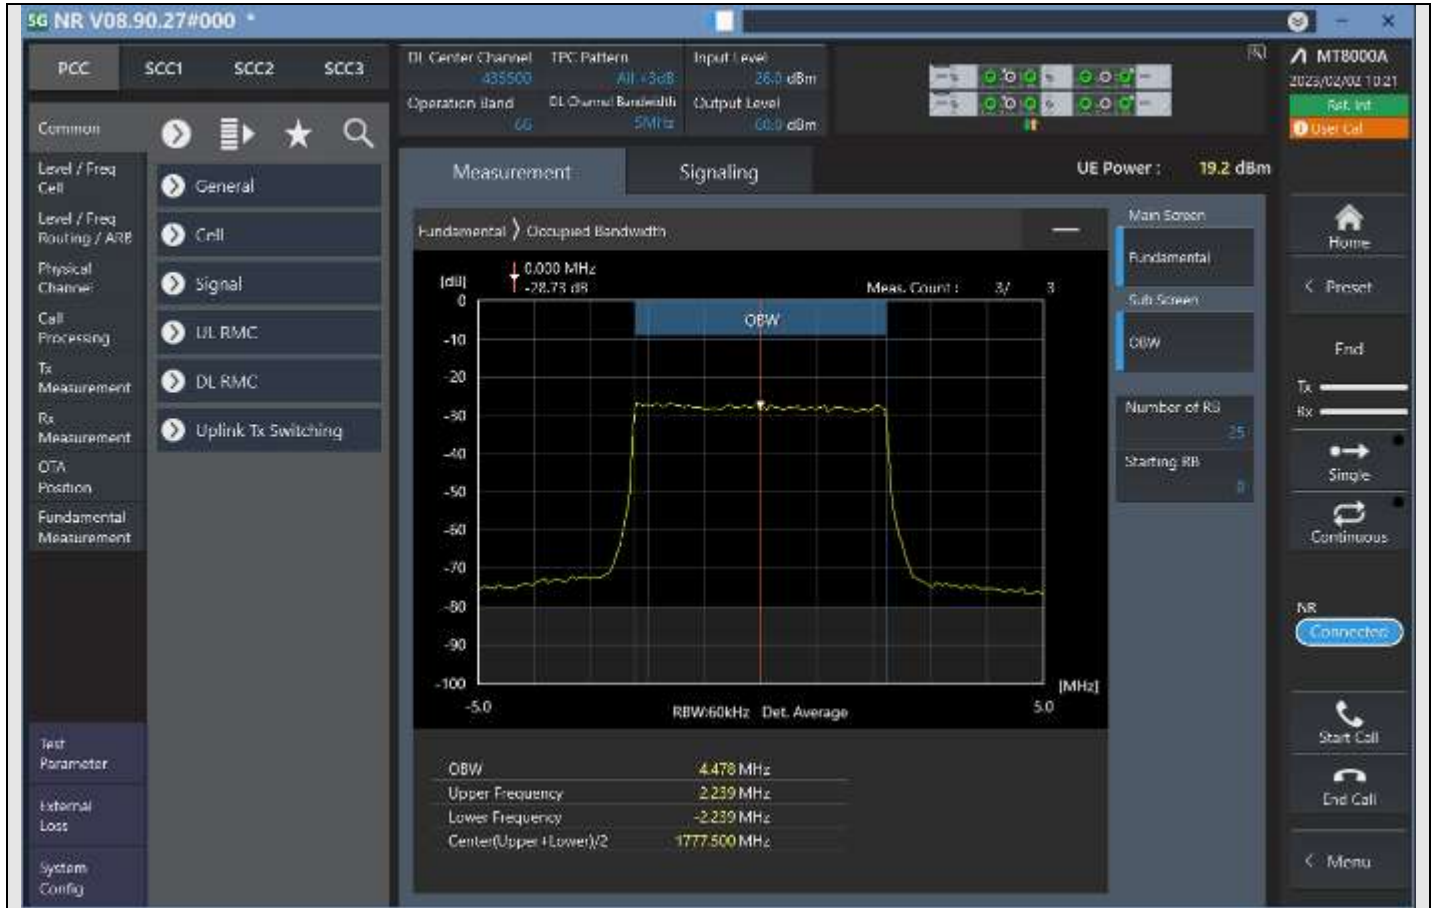 5G NR V08.90.27#000 *
PCC SCC1 SCC2 SCC3
DL Center Channel 435500
TPC Pattern All +3dB
Input Level 26.0 dBm
Operation Band 66
DL Channel Bandwidth 5MHz
Output Level -60.0 dBm
MT8000A
2023/02/02 10:21
Ref. Int
User Cal
Common
Level / Freq
Cell
Level / Freq
Routing / ARB
Physical
Channel
Call
Processing
Tx
Measurement
Rx
Measurement
OTA
Position
Fundamental
Measurement
Test
Parameter
External
Loss
System
Config
General
Cell
Signal
UL RMC
DL RMC
Uplink Tx Switching
Measurement Signaling
UE Power : 19.2 dBm
Fundamental > Occupied Bandwidth
[dB] 0.000 MHz
-28.73 dB Meas. Count : 3/ 3
OBW
0
-10
-20
-30
-40
-50
-60
-70
-80
-90
-100
[MHz]
-5.0 RBW:60kHz Det. Average 5.0
OBW 4.478 MHz
Upper Frequency 2.239 MHz
Lower Frequency -2.239 MHz
Center(Upper+Lower)/2 1777.500 MHz
Main Screen
Fundamental
Sub Screen
OBW
Number of RB
25
Starting RB
0
Home
< Preset
End
Tx
Rx
Single
Continuous
NR
Connected
Start Call
End Call
< Menu